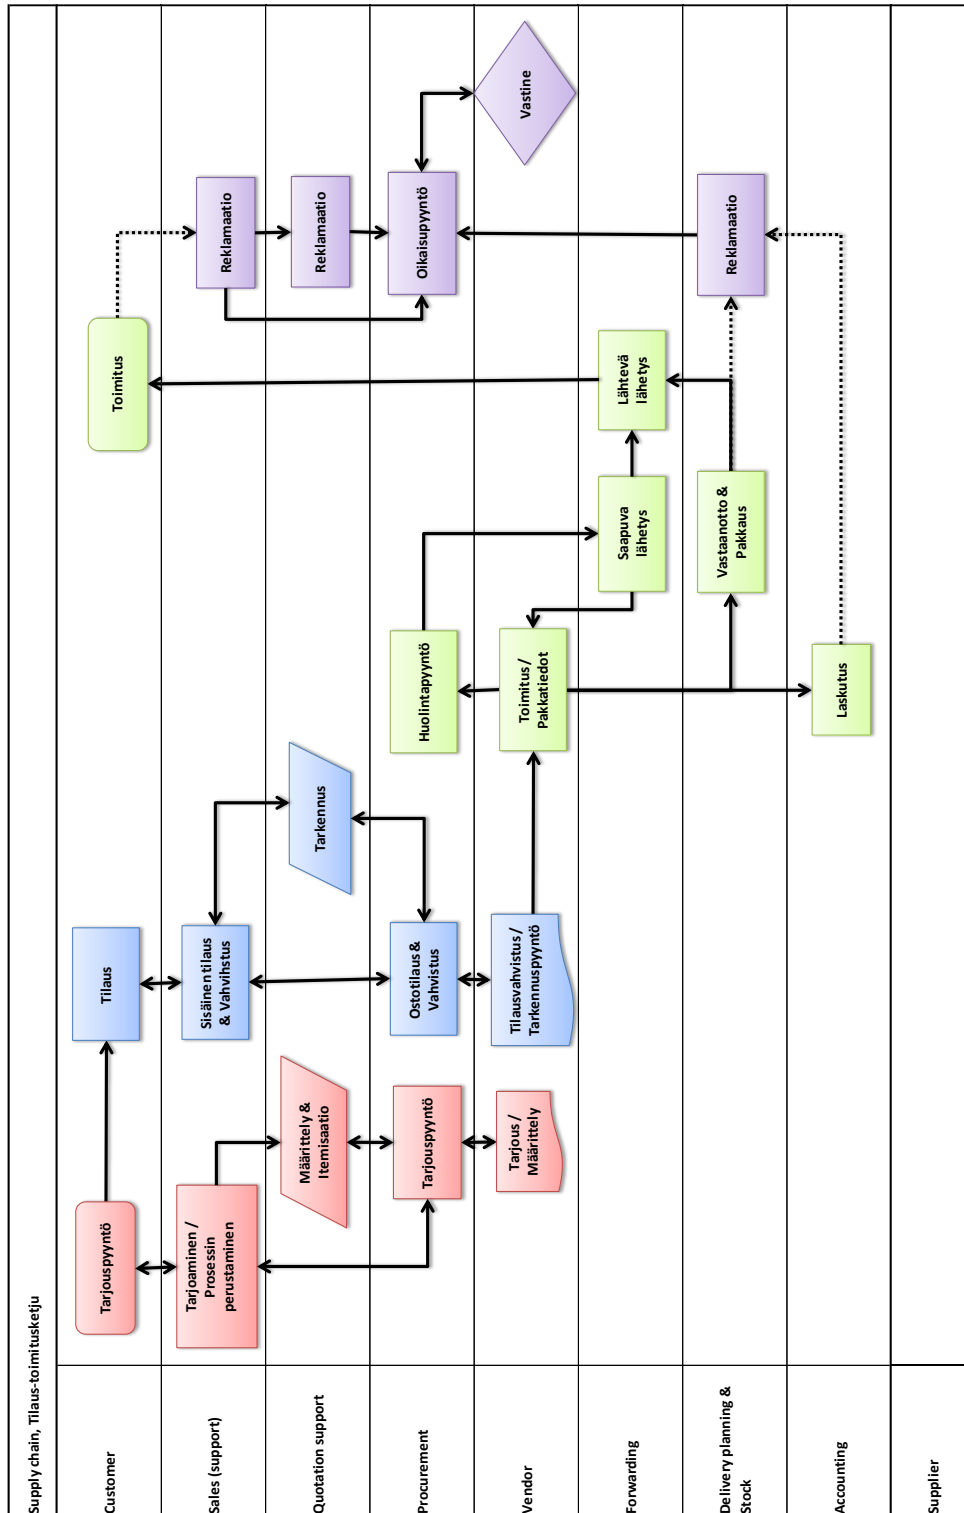 Supply chain, Tilaus-toimitusketju
Customer
Tarjouspyyntö
Tilaus
Toimitus
Sales (support)
Tarjoaminen /
Prosessin
perustaminen
Sisäinen tilaus
& Vahvihstus
Reklamaatio
Quotation support
Määrittely &
Itemisaatio
Tarkennus
Reklamaatio
Procurement
Tarjouspyyntö
Ostotilaus &
Vahvistus
Huolintapyyntö
Oikaisupyyntö
Vendor
Tarjous /
Määrittely
Tilausvahvistus /
Tarkennuspyyntö
Toimitus /
Pakkatiedot
Vastine
Forwarding
Saapuva
lähetys
Lähtevä
lähetys
Delivery planning &
Stock
Vastaanotto &
Pakkaus
Reklamaatio
Accounting
Laskutus
Supplier